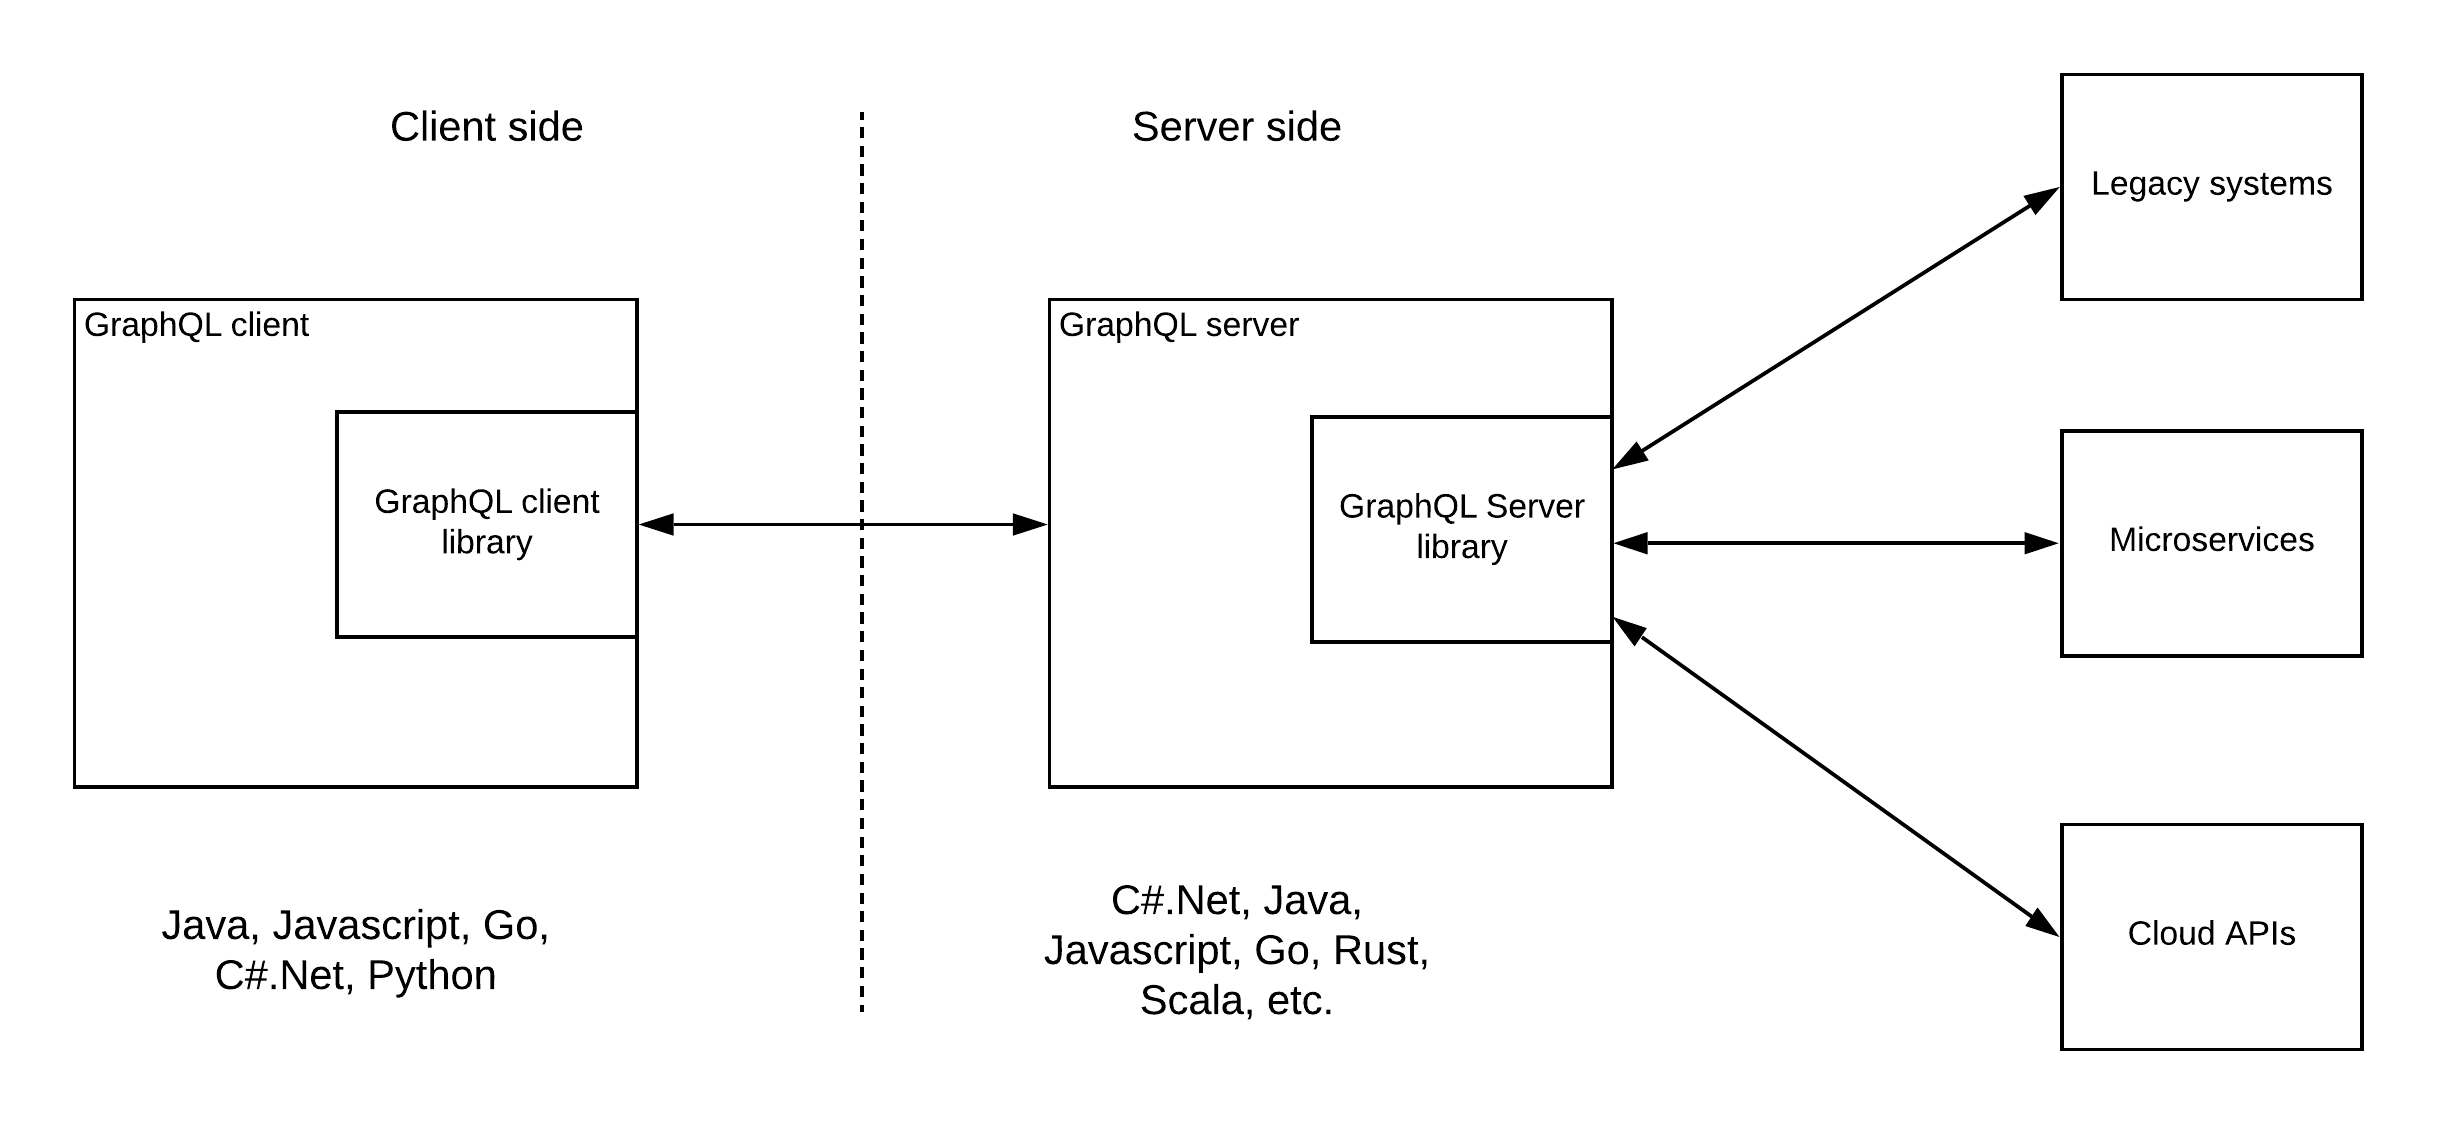 Client side
Server side
Legacy systems
GraphQL client
GraphQL server
GraphQL client
library
GraphQL Server
library
Microservices
Java, Javascript, Go,
C#.Net, Python
C#.Net, Java,
Javascript, Go, Rust,
Scala, etc.
Cloud APIs